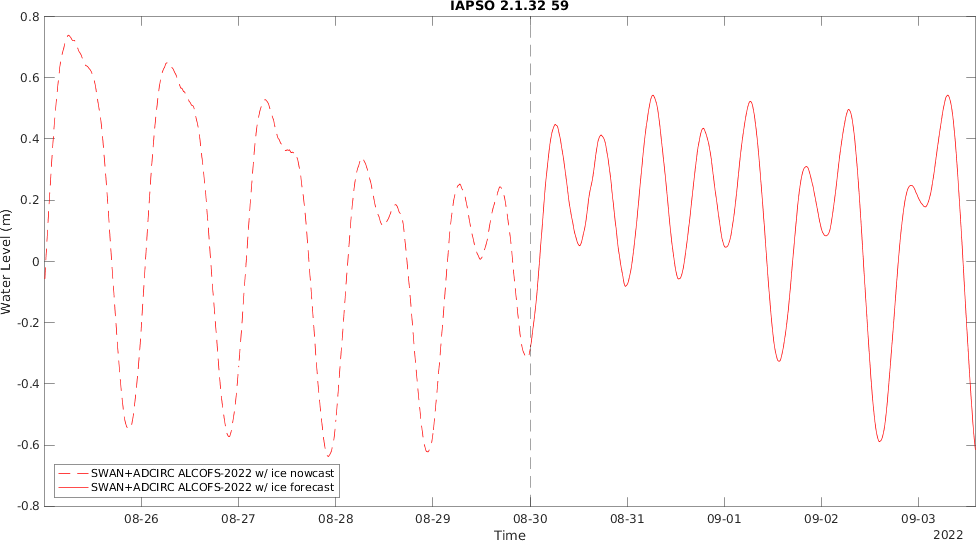 IAPSO 2.1.32 59
0.8
0.6
0.4
0.2
0
-0.2
-0.4
-0.6
-0.8
Water Level (m)
SWAN+ADCIRC ALCOFS-2022 w/ ice nowcast
SWAN+ADCIRC ALCOFS-2022 w/ ice forecast
08-26 08-27 08-28 08-29 08-30 08-31 09-01 09-02 09-03
Time
2022